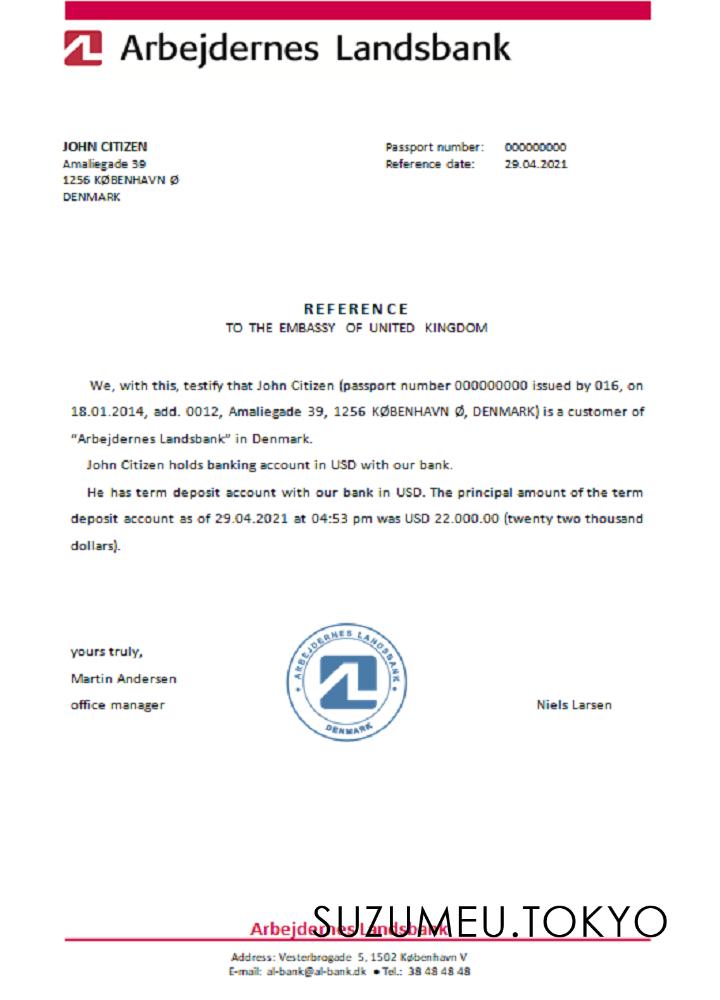 Arbejdernes Landsbank
JOHN CITIZEN
Amaliegade 39
1256 KØBENHAVN Ø
DENMARK
Passport number: 000000000
Reference date: 29.04.2021
REFERENCE
TO THE EMBASSY OF UNITED KINGDOM
We, with this, testify that John Citizen (passport number 000000000 issued by 016, on
18.01.2014, add. 0012, Amaliegade 39, 1256 KØBENHAVN Ø, DENMARK) is a customer of
“Arbejdernes Landsbank” in Denmark.
John Citizen holds banking account in USD with our bank.
He has term deposit account with our bank in USD. The principal amount of the term
deposit account as of 29.04.2021 at 04:53 pm was USD 22.000.00 (twenty two thousand
dollars).
yours truly,
Martin Andersen
office manager
ARBEJDERNES LANDSBANK
DENMARK
Niels Larsen
Arbejdernes Landsbank
SUZUMEU.TOKYO
Address: Vesterbrogade 5, 1502 København V
E-mail: al-bank@al-bank.dk ● Tel.: 38 48 48 48